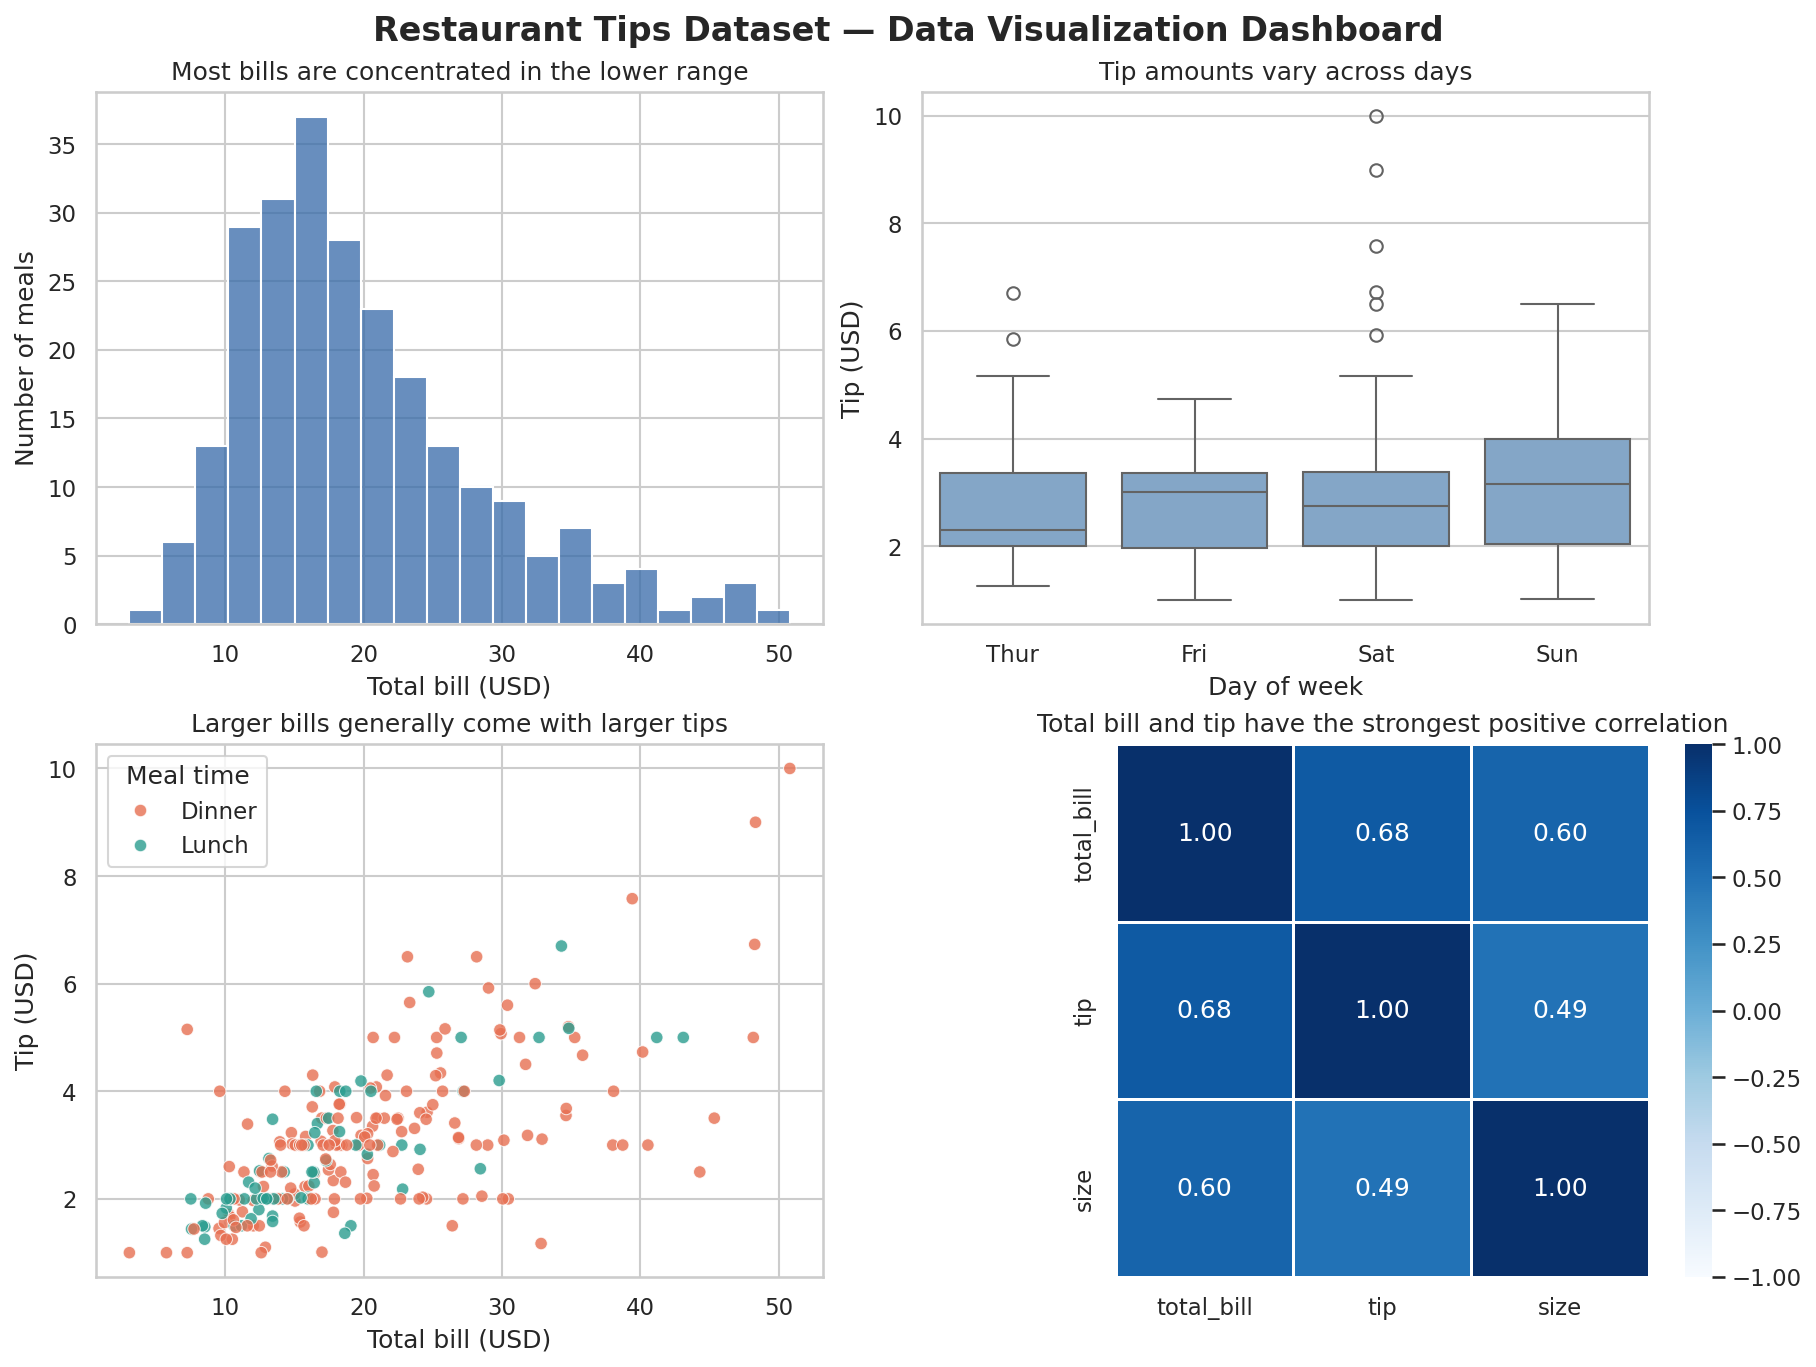 Restaurant Tips Dataset — Data Visualization Dashboard
Most bills are concentrated in the lower range
35
30
25
20
15
10
5
0
Number of meals
10 20 30 40 50
Total bill (USD)
Tip amounts vary across days
10
8
6
4
2
Tip (USD)
Thur Fri Sat Sun
Day of week
Larger bills generally come with larger tips
Meal time
Dinner
Lunch
10
8
6
4
2
Tip (USD)
10 20 30 40 50
Total bill (USD)
Total bill and tip have the strongest positive correlation
total_bill
1.00 0.68 0.60
tip
0.68 1.00 0.49
size
0.60 0.49 1.00
total_bill tip size
1.00
0.75
0.50
0.25
0.00
−0.25
−0.50
−0.75
−1.00